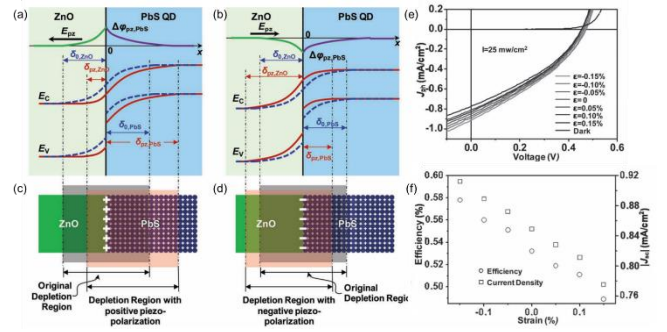 (a) ZnO PbS QD
E_pz Δφ_pz,PbS
0 x
δ_0,ZnO
δ_pz,ZnO
E_C
δ_0,PbS
E_V
δ_pz,PbS
(b) ZnO PbS QD
E_pz
0 x
δ_0,ZnO Δφ_pz,PbS
δ_pz,ZnO
E_C
δ_0,PbS
E_V
δ_pz,PbS
(c)
ZnO PbS
+
+
+
+
Original
Depletion
Region
Depletion Region with
positive piezo-
polarization
(d)
ZnO PbS
Original
Depletion Regi
Depletion Region with
negative piezo-
polarization
(e)
0.2
0.0
-0.2
-0.4
-0.6
-0.8
-1.0
J_sc (mA/cm²)
I=25 mw/cm²
ε=-0.15%
ε=-0.10%
ε=-0.05%
ε=0
ε=0.05%
ε=0.10%
ε=0.15%
Dark
0.0 0.2 0.4 0.6
Voltage (V)
(f)
0.60
0.58
0.56
0.54
0.52
0.50
Efficiency (%)
0.92
0.88
0.84
0.80
0.76
|J_sc| (mA/cm²)
Efficiency
Current Density
-0.1 0.0 0.1
Strain (%)